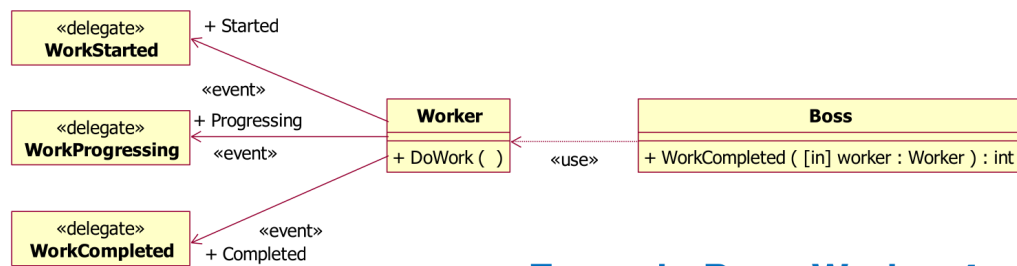 «delegate»
WorkStarted
+ Started
«event»
«delegate»
WorkProgressing
+ Progressing
«event»
Worker
+ DoWork ( )
«use»
Boss
+ WorkCompleted ( [in] worker : Worker ) : int
«delegate»
WorkCompleted
«event»
+ Completed